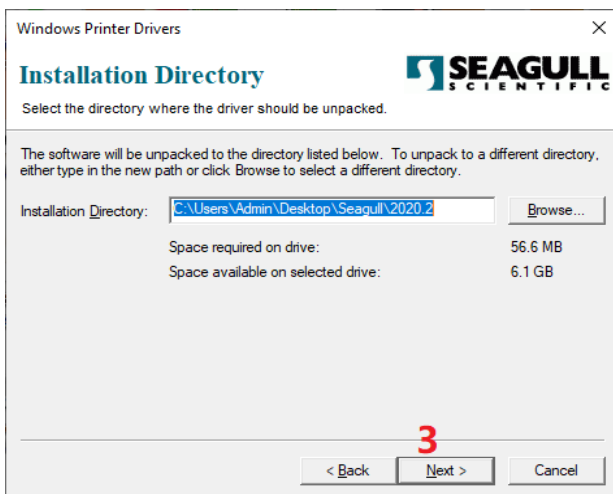 Windows Printer Drivers
Installation Directory
SEAGULL
SCIENTIFIC
Select the directory where the driver should be unpacked.
The software will be unpacked to the directory listed below. To unpack to a different directory,
either type in the new path or click Browse to select a different directory.
Installation Directory: C:\Users\Admin\Desktop\Seagull\2020.2 Browse...
Space required on drive: 56.6 MB
Space available on selected drive: 6.1 GB
3
< Back Next > Cancel